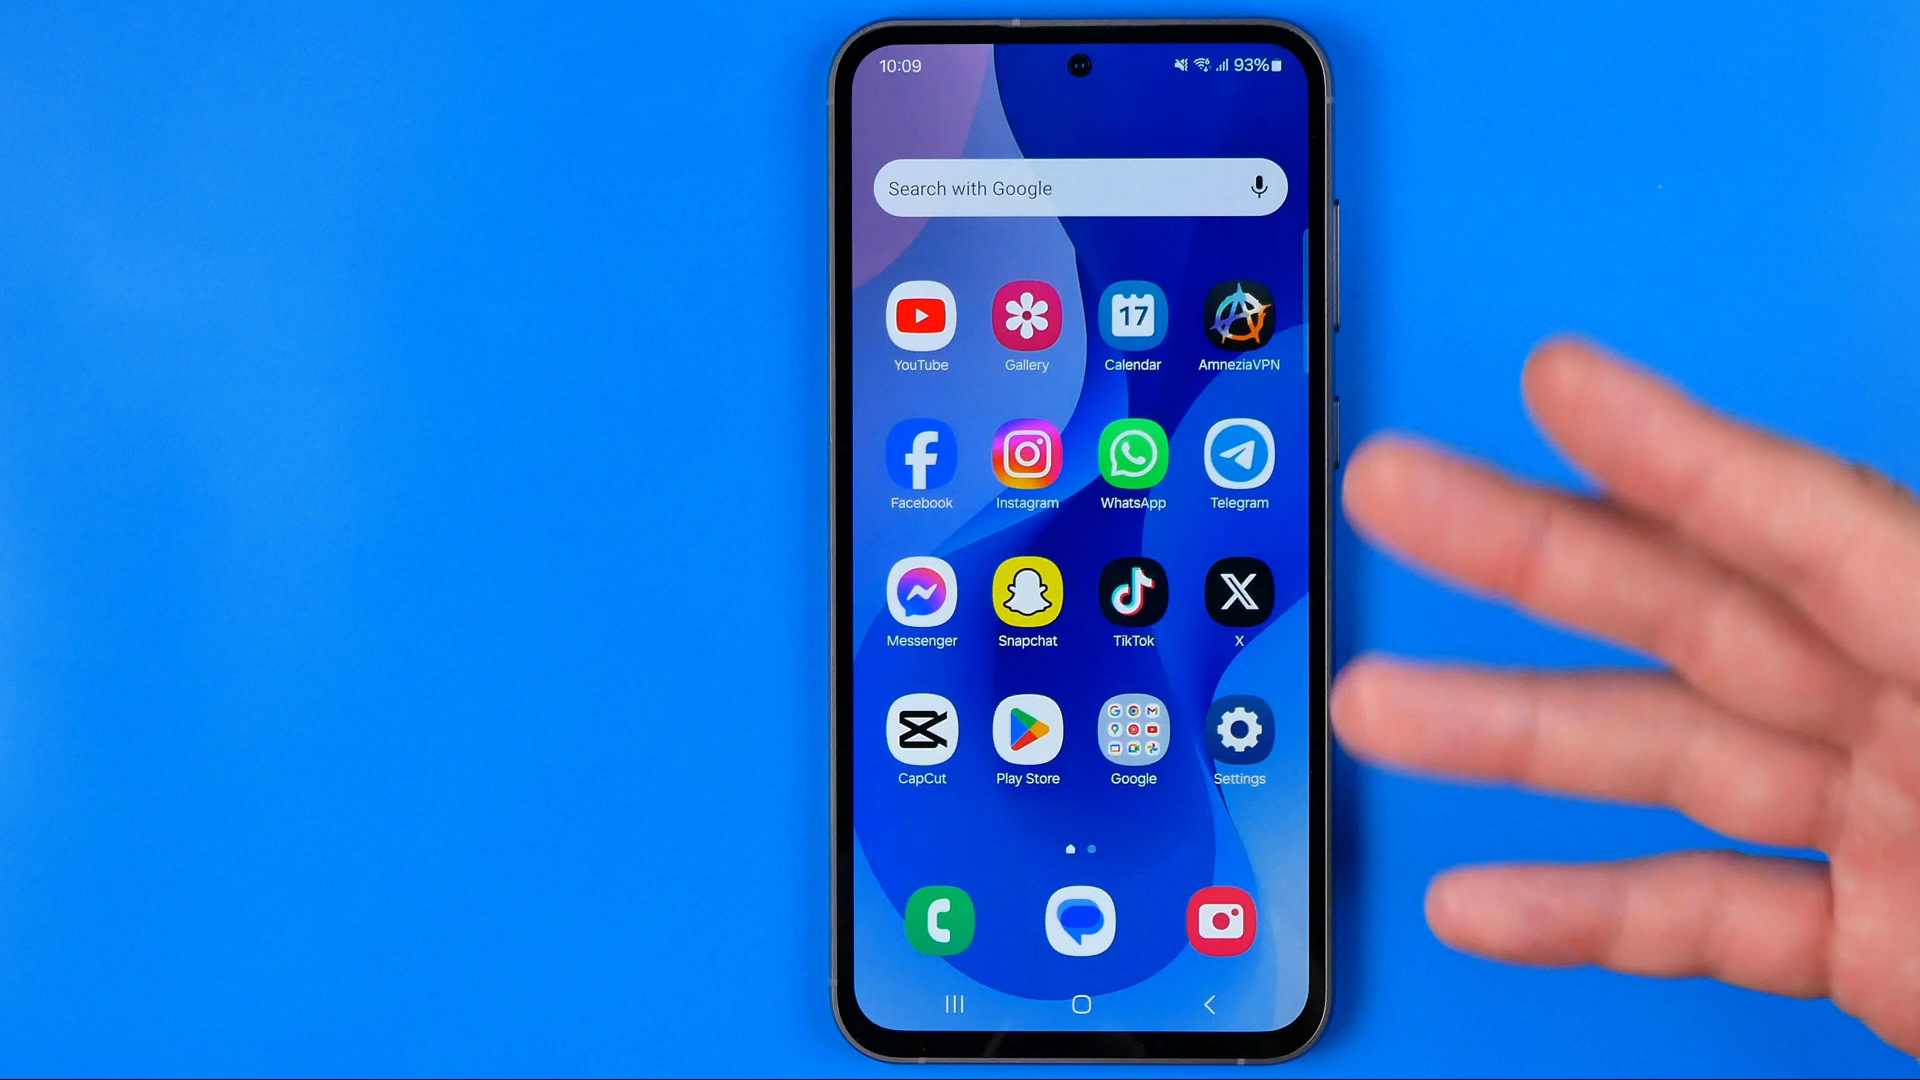 10:09 93%
Search with Google
17
YouTube Gallery Calendar AmneziaVPN
Facebook Instagram WhatsApp Telegram
Messenger Snapchat TikTok X
CapCut Play Store Google Settings